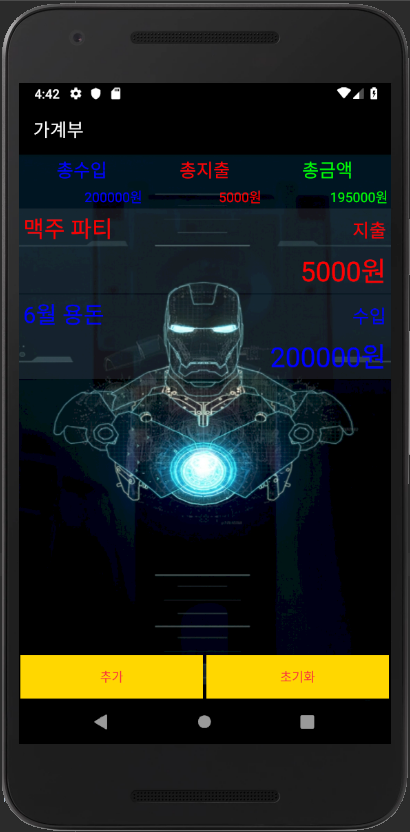 4:42
가계부
총수입 총지출 총금액
200000원 5000원 195000원
맥주 파티 지출
5000원
6월 용돈 수입
200000원
추가 초기화